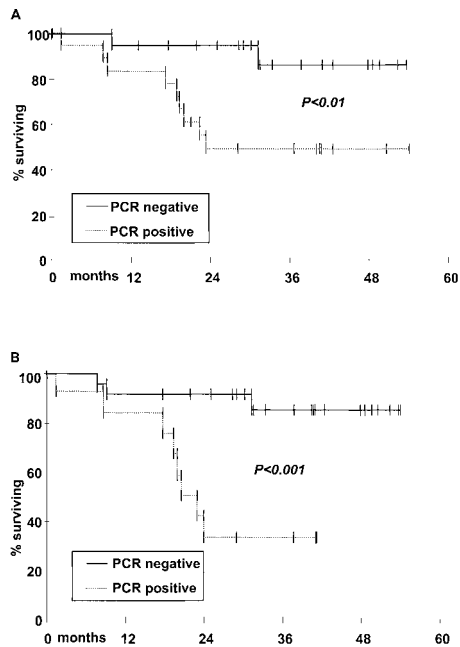 A
100
80
60
40
20
0
% surviving
P<0.01
PCR negative
PCR positive
months 12 24 36 48 60
0
B
100
80
60
40
20
0
% surviving
P<0.001
PCR negative
PCR positive
0 months 12 24 36 48 60